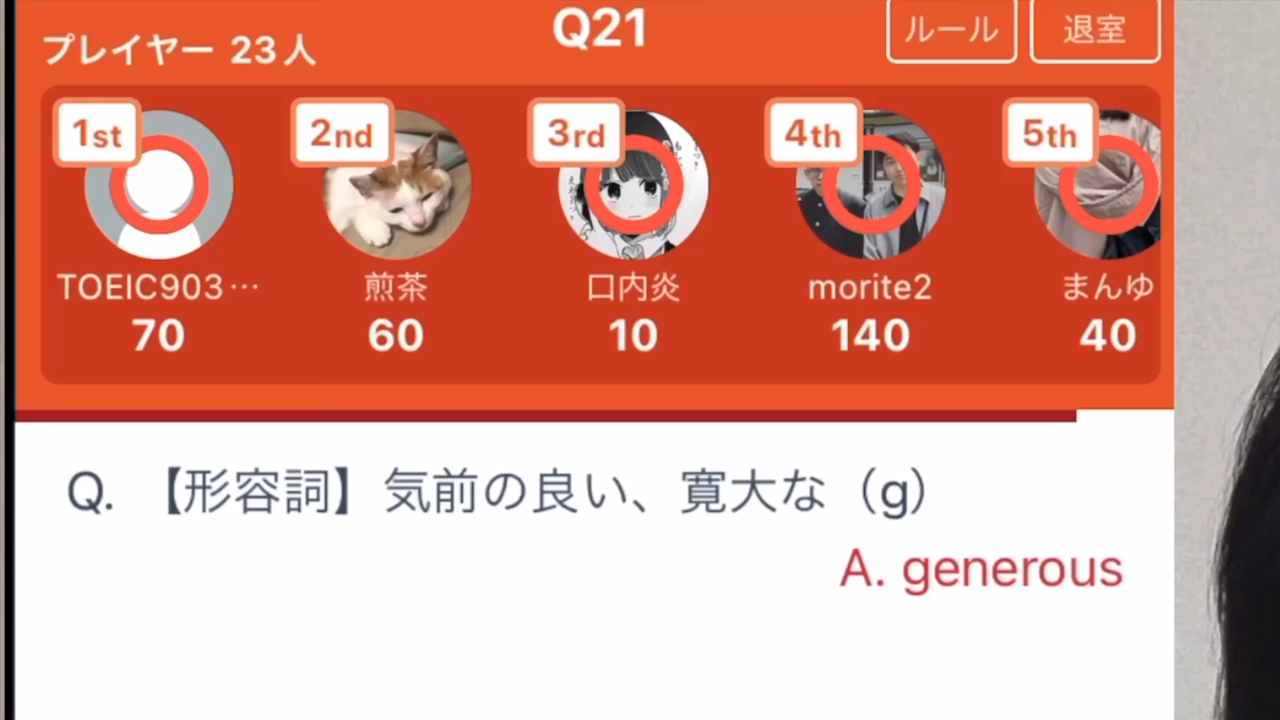 プレイヤー 23人
Q21
ルール
退室
1st
2nd
3rd
4th
5th
TOEIC903…
煎茶
口内炎
morite2
まんゆ
70
60
10
140
40
Q. 【形容詞】気前の良い、寛大な（g）
A. generous